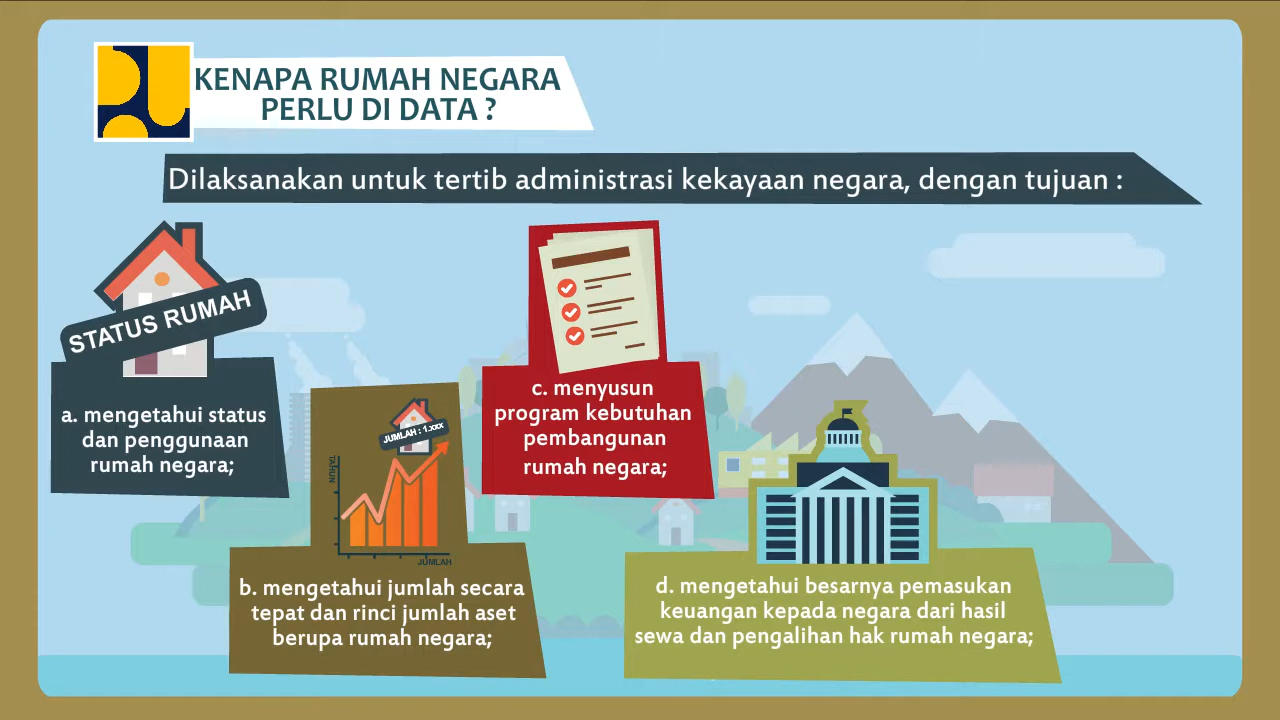 KENAPA RUMAH NEGARA
PERLU DI DATA ?
Dilaksanakan untuk tertib administrasi kekayaan negara, dengan tujuan :
STATUS RUMAH
a. mengetahui status
dan penggunaan
rumah negara;
JUMLAH : 1.xxx
TAHUN
JUMLAH
b. mengetahui jumlah secara
tepat dan rinci jumlah aset
berupa rumah negara;
c. menyusun
program kebutuhan
pembangunan
rumah negara;
d. mengetahui besarnya pemasukan
keuangan kepada negara dari hasil
sewa dan pengalihan hak rumah negara;